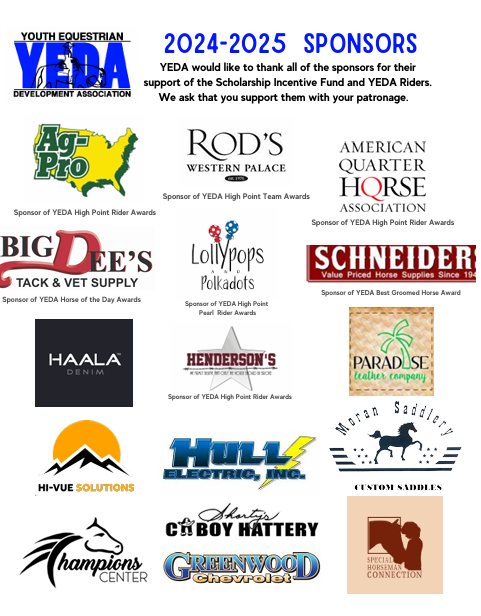 YOUTH EQUESTRIAN
YEDA
DEVELOPMENT ASSOCIATION
2024-2025 SPONSORS
YEDA would like to thank all of the sponsors for their
support of the Scholarship Incentive Fund and YEDA Riders.
We ask that you support them with your patronage.
Ag-
Pro
Sponsor of YEDA High Point Rider Awards
ROD'S
WESTERN PALACE
est. 1976
Sponsor of YEDA High Point Team Awards
AMERICAN
QUARTER
HORSE
ASSOCIATION
Sponsor of YEDA High Point Rider Awards
BIG DEE'S
TACK & VET SUPPLY
Sponsor of YEDA Horse of the Day Awards
Lollypops
AND
Polkadots
Sponsor of YEDA High Point
Pearl Rider Awards
SCHNEIDER
Value Priced Horse Supplies Since 194
Sponsor of YEDA Best Groomed Horse Award
HAALA™
DENIM
HENDERSON'S
Sponsor of YEDA High Point Rider Awards
PARADISE
leather company
Moran Saddlery
CUSTOM SADDLES
HI-VUE SOLUTIONS
HULL
ELECTRIC, INC.
Champions
CENTER
Shorty's
CABOY HATTERY
GREENWOOD
Chevrolet
SPECIAL
HORSEMAN
CONNECTION